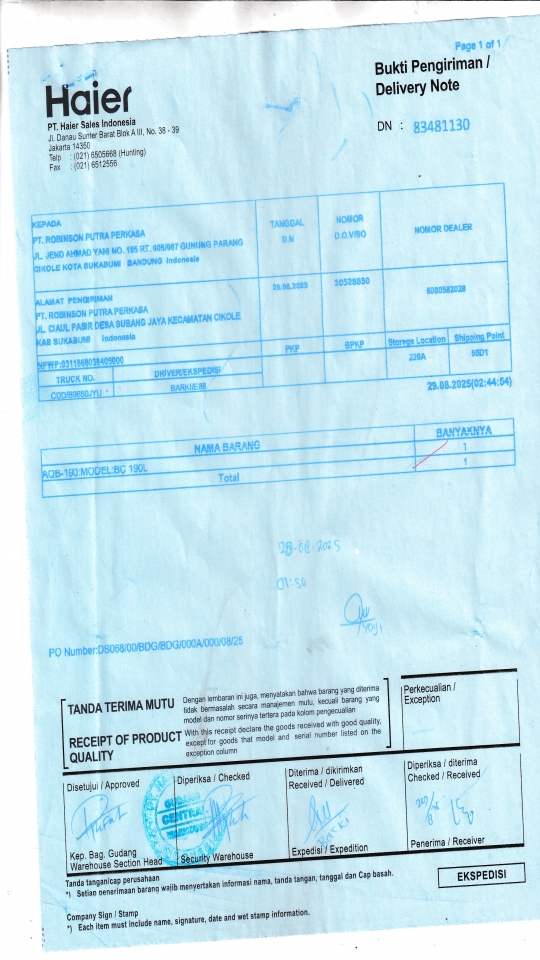 Page 1 of 1
Haier
PT. Haier Sales Indonesia
Jl. Danau Sunter Barat Blok A III, No. 38 - 39
Jakarta 14350
Telp : (021) 6505668 (Hunting)
Fax : (021) 6512556
Bukti Pengiriman /
Delivery Note
DN : 83481130
KEPADA
PT. ROBINSON PUTRA PERKASA
JL. JEND AHMAD YANI NO. 195 RT. 005/007 GUNUNG PARANG
CIKOLE KOTA SUKABUMI BANDUNG Indonesia
TANGGAL
D.N
NOMOR
D.O.V/SO
NOMOR DEALER
ALAMAT PENGIRIMAN
PT. ROBINSON PUTRA PERKASA
JL. CIAUL PASIR DESA SUBANG JAYA KECAMATAN CIKOLE
KAB SUKABUMI Indonesia
29.08.2025
NPWP:
PKP
BPKP
Storage Location
Shipping Point
229A
65D1
TRUCK NO.
DRIVER/EKSPEDISI
COD/B9650JYU
29.08.2025(02:44:54)
NAMA BARANG
BANYAKNYA
AQB-190:MODEL:BC 190L
1
Total
1
01:50
PO Number:DS068/00/BDG/BDG/000A/000/08/25
TANDA TERIMA MUTU
Dengan lembaran ini juga, menyatakan bahwa barang yang diterima
tidak bermasalah secara manajemen mutu, kecuali barang yang
model dan nomor serinya tertera pada kolom pengecualian
RECEIPT OF PRODUCT
QUALITY
With this receipt declare the goods received with good quality,
except for goods that model and serial number listed on the
exception column
Perkecualian /
Exception
Disetujui / Approved
Diperiksa / Checked
Diterima / dikirimkan
Received / Delivered
Diperiksa / diterima
Checked / Received
GUDANG
CENTRAL
Kep. Bag. Gudang
Warehouse Section Head
Security Warehouse
Expedisi / Expedition
Penerima / Receiver
Tanda tangan/cap perusahaan
*) Setiap penerimaan barang wajib menyertakan informasi nama, tanda tangan, tanggal dan Cap basah.
EKSPEDISI
Company Sign / Stamp
*) Each item must include name, signature, date and wet stamp information.